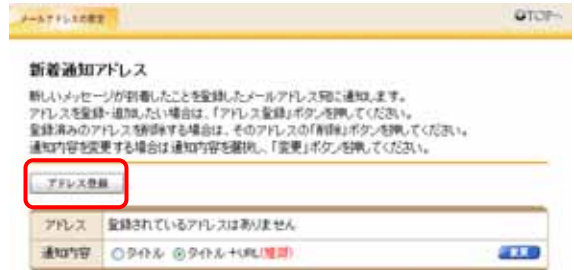 メールアドレスの設定
TOPへ
新着通知アドレス
新しいメッセージが到着したことを登録したメールアドレス宛に通知します。
アドレスを登録・追加したい場合は、「アドレス登録」ボタンを押してください。
登録済みのアドレスを削除する場合は、そのアドレスの「削除」ボタンを押してください。
通知内容を変更する場合は通知内容を選択し、「変更」ボタンを押してください。
アドレス登録
アドレス 登録されているアドレスはありません
通知内容 タイトル タイトル+URL(推奨) 変更